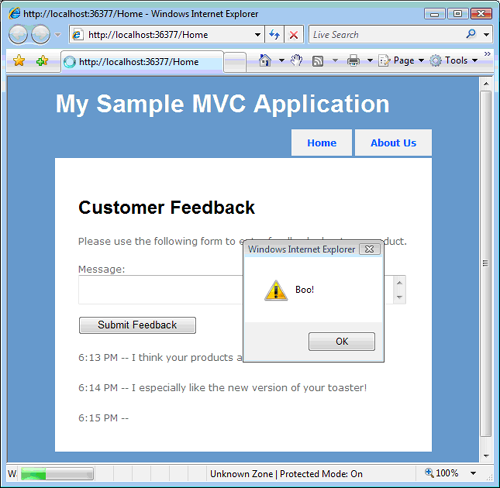 http://localhost:36377/Home - Windows Internet Explorer
http://localhost:36377/Home
Live Search
http://localhost:36377/Home
Page
Tools
My Sample MVC Application
Home
About Us
Customer Feedback
Please use the following form to
product.
Windows Internet Explorer
Message:
Boo!
OK
Submit Feedback
6:13 PM -- I think your products a
6:14 PM -- I especially like the new version of your toaster!
6:15 PM --
W
Unknown Zone | Protected Mode: On
100%